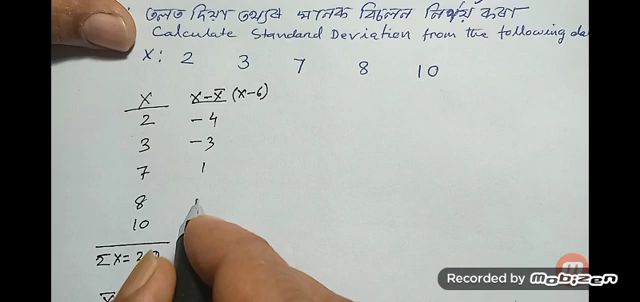 তলত দিয়া তথ্যৰ মানক বিচলন নিৰ্ণয় কৰা
Calculate Standard Deviation from the following da
X: 2 3 7 8 10
X X-X̅ (X-6)
2 -4
3 -3
7 1
8
10
ΣX=
Recorded by Mobizen